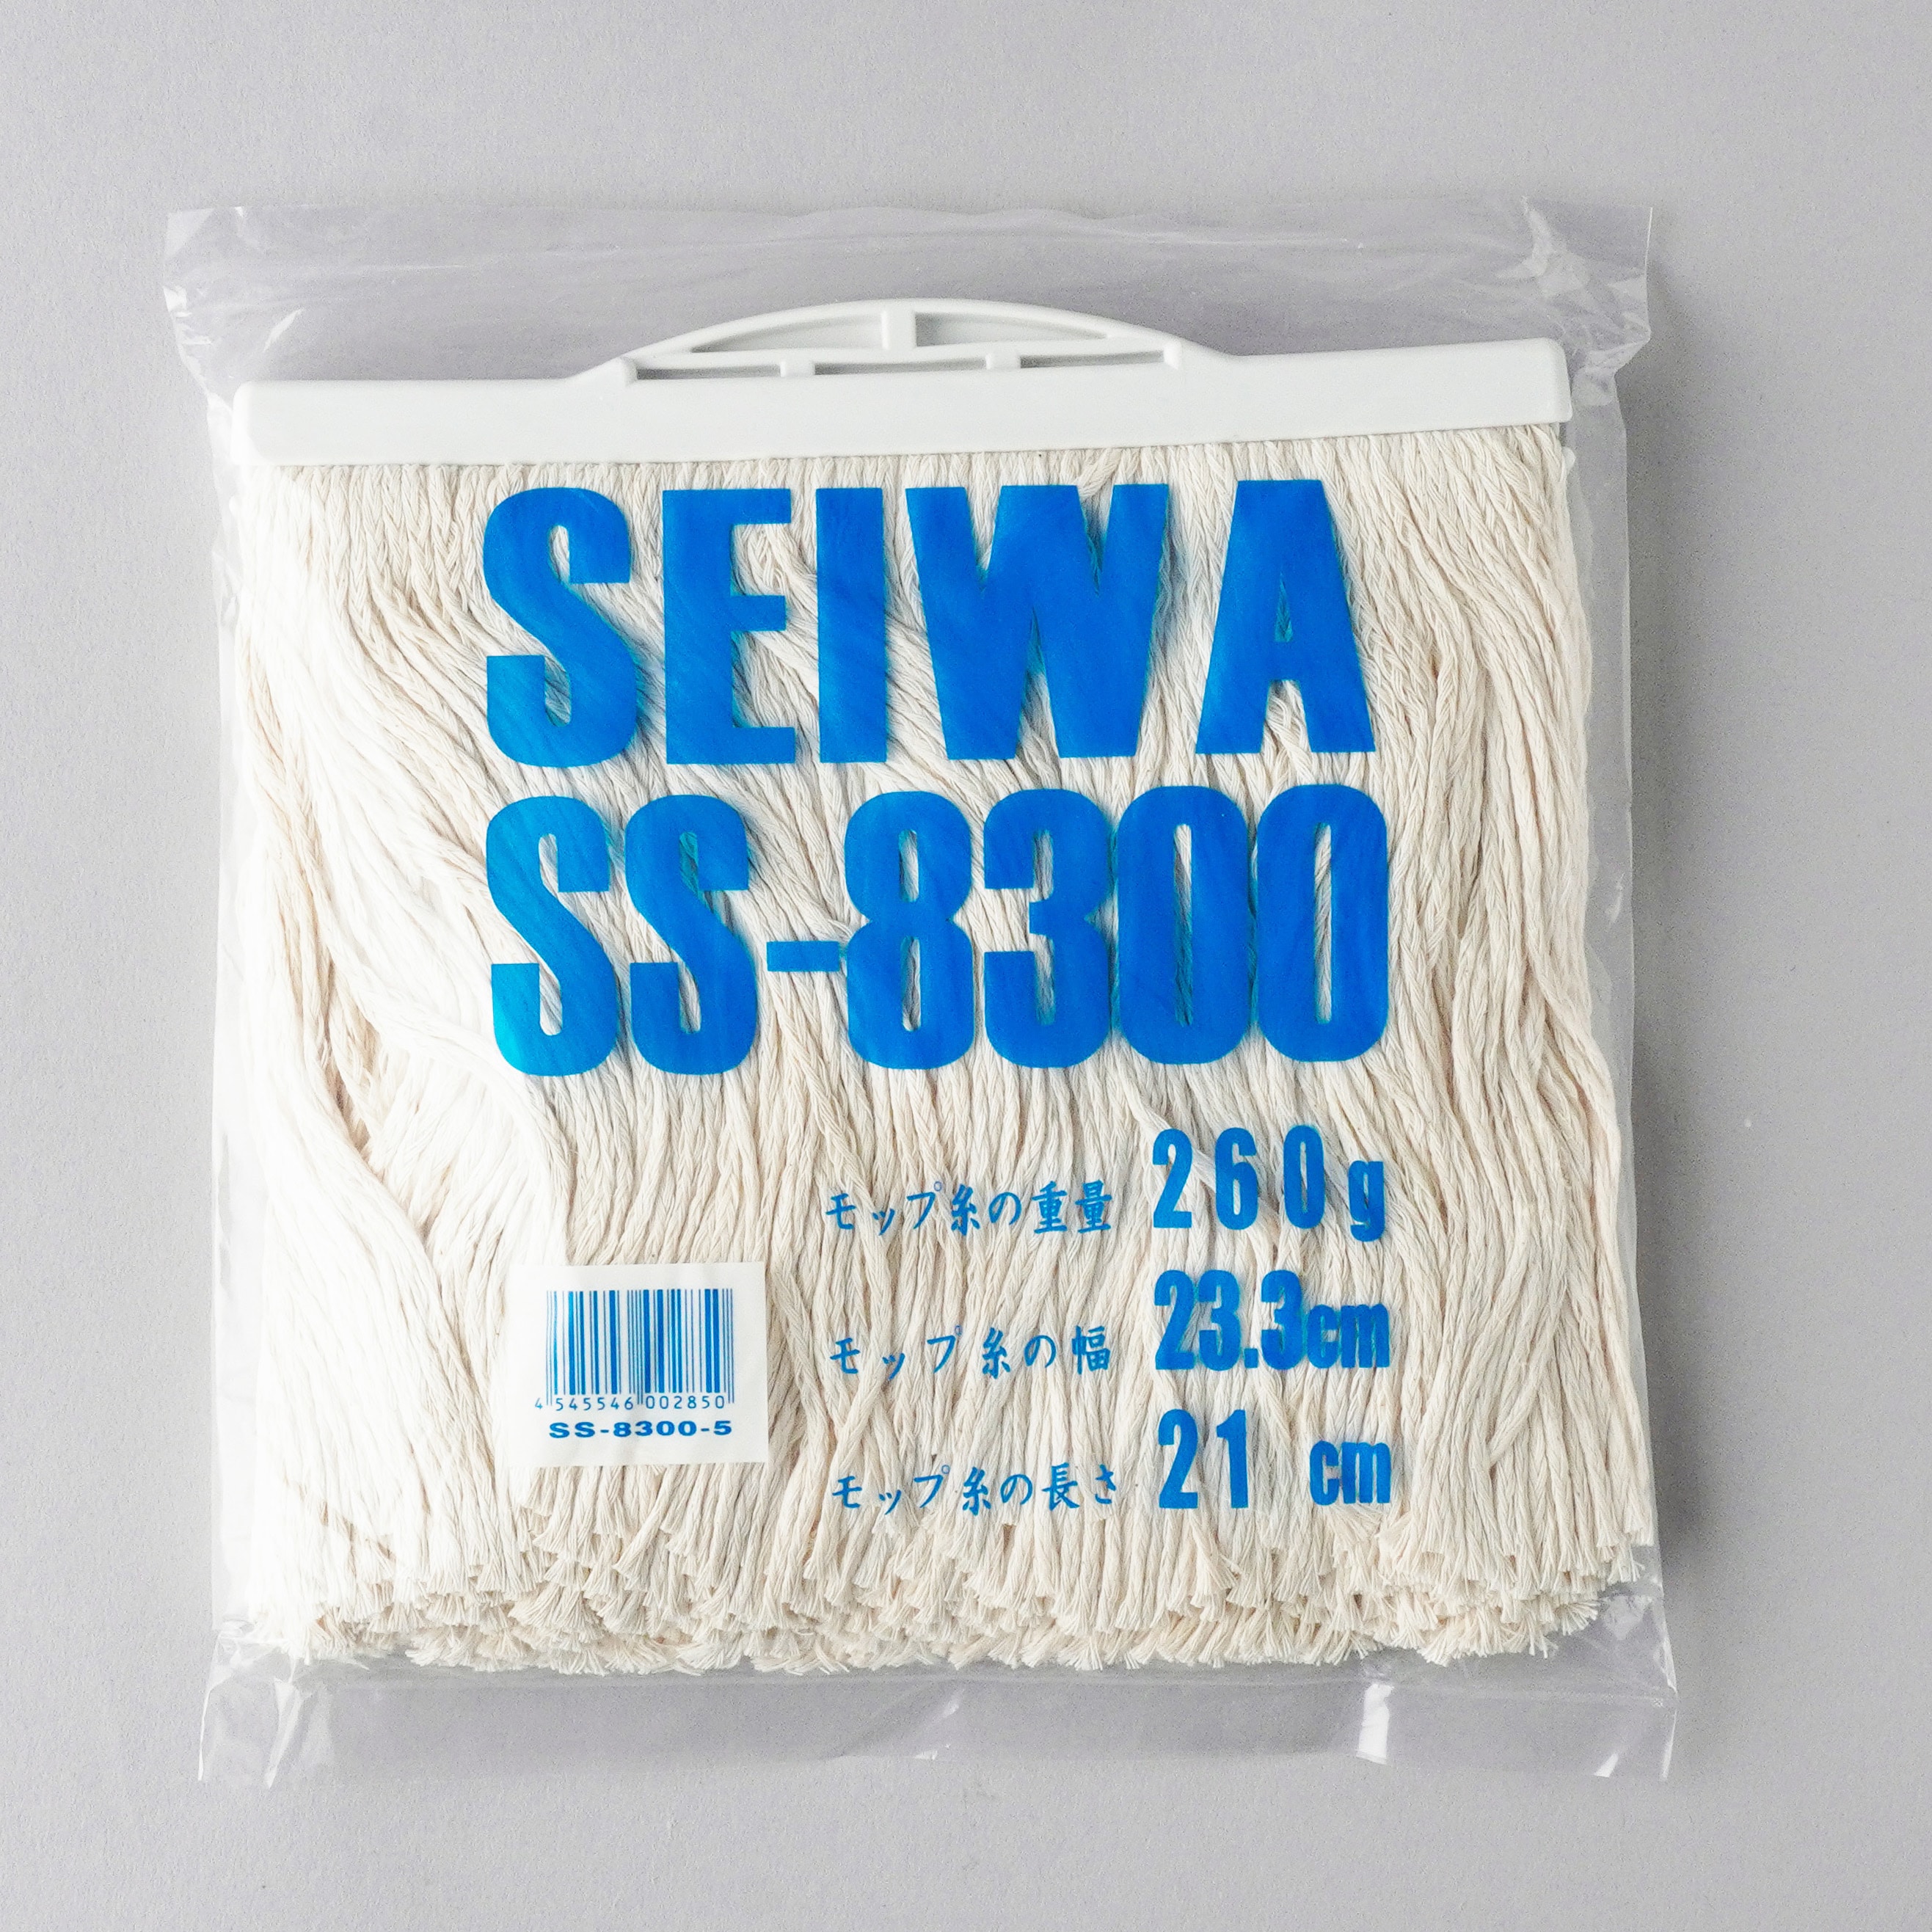 SEIWA
SS-8300
モップ糸の重量 260g
モップ糸の幅 23.3cm
モップ糸の長さ 21 cm
4 545546 002850
SS-8300-5